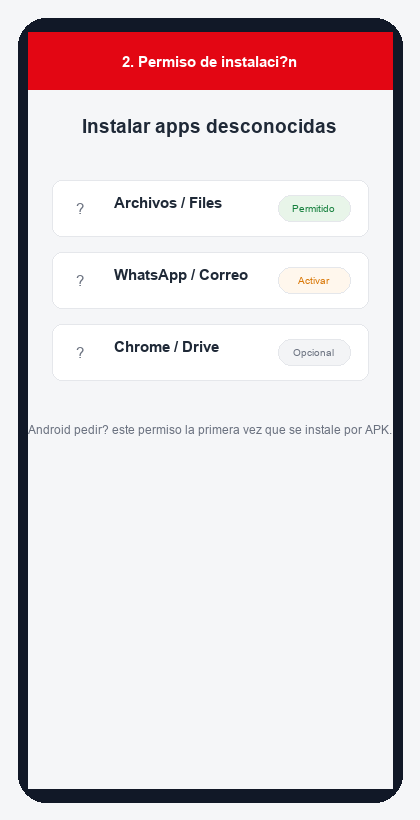 2. Permiso de instalaci?n
Instalar apps desconocidas
? Archivos / Files Permitido
? WhatsApp / Correo Activar
? Chrome / Drive Opcional
Android pedir? este permiso la primera vez que se instale por APK.